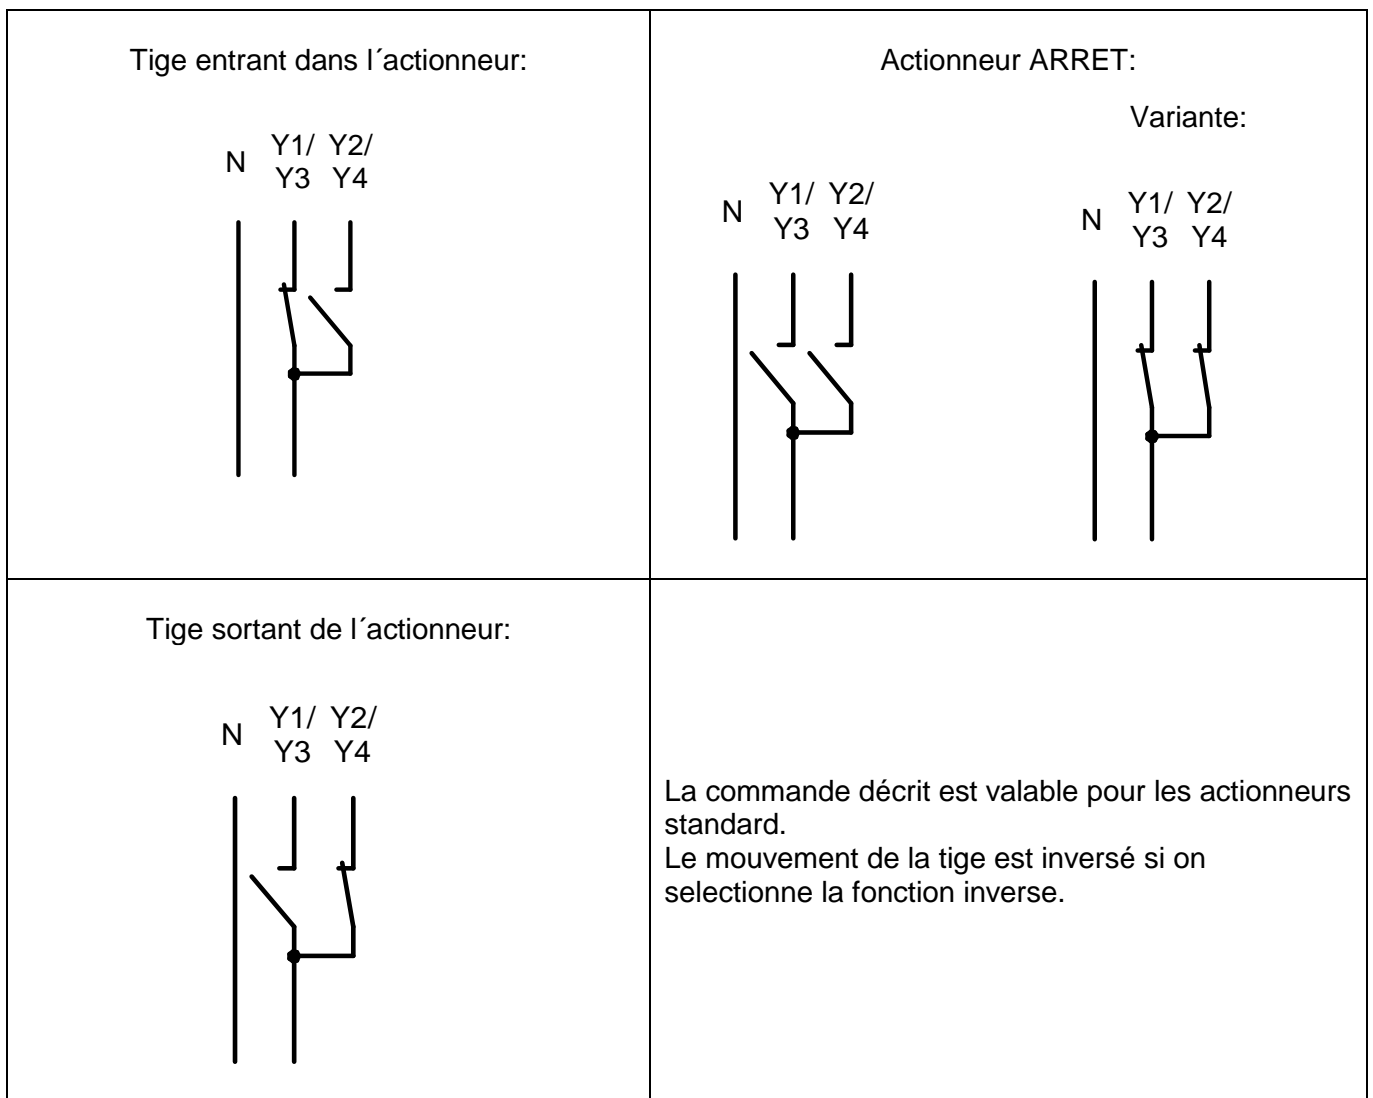 Tige entrant dans l´actionneur:
N Y1/ Y2/
Y3 Y4
Actionneur ARRET:
Variante:
N Y1/ Y2/
Y3 Y4
N Y1/ Y2/
Y3 Y4
Tige sortant de l´actionneur:
N Y1/ Y2/
Y3 Y4
La commande décrit est valable pour les actionneurs
standard.
Le mouvement de la tige est inversé si on
selectionne la fonction inverse.